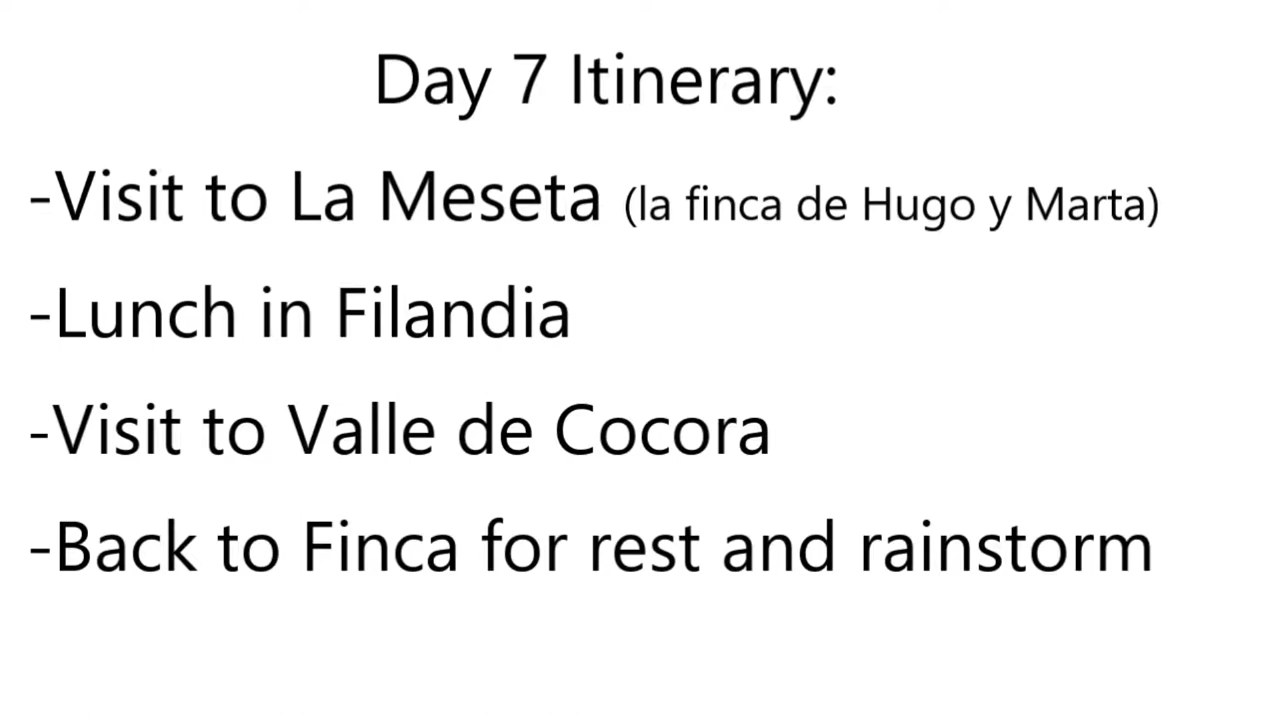 Day 7 Itinerary:
-Visit to La Meseta (la finca de Hugo y Marta)
-Lunch in Filandia
-Visit to Valle de Cocora
-Back to Finca for rest and rainstorm